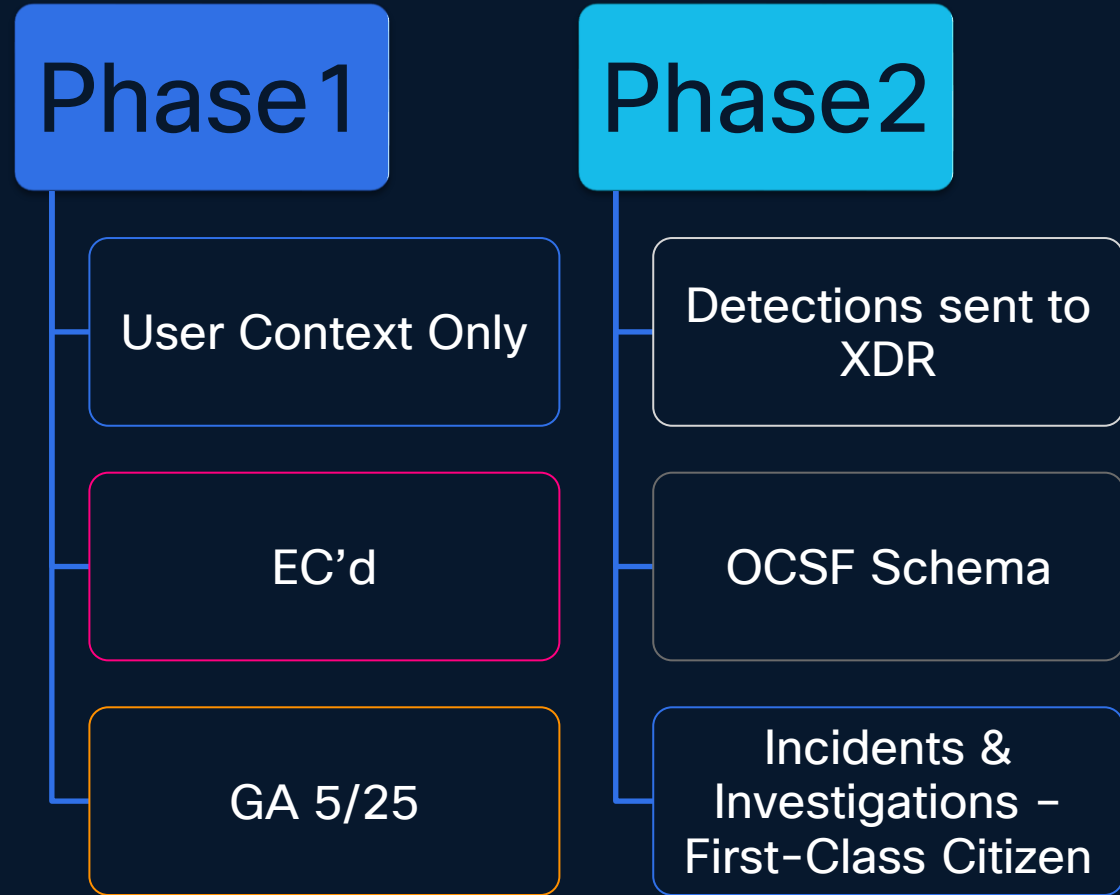 Phase1
User Context Only
EC’d
GA 5/25
Phase2
Detections sent to
XDR
OCSF Schema
Incidents &
Investigations –
First-Class Citizen